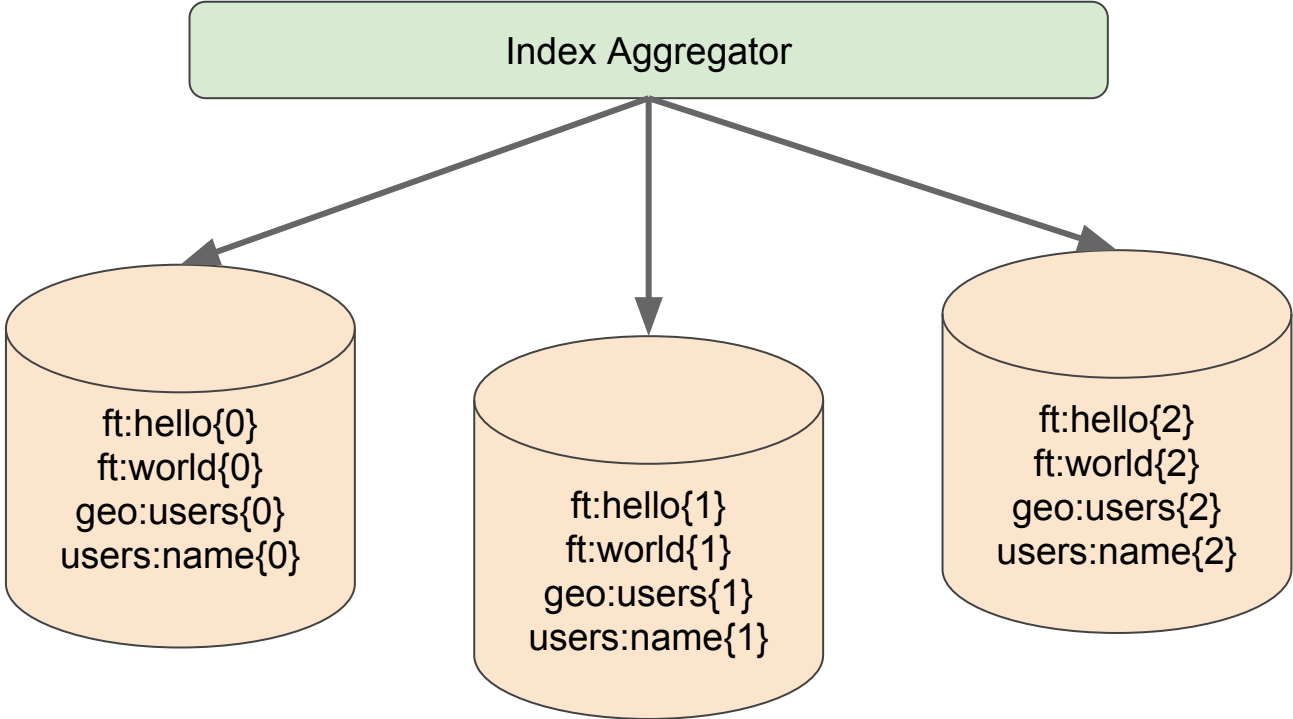 Index Aggregator
ft:hello{0}
ft:world{0}
geo:users{0}
users:name{0}
ft:hello{1}
ft:world{1}
geo:users{1}
users:name{1}
ft:hello{2}
ft:world{2}
geo:users{2}
users:name{2}